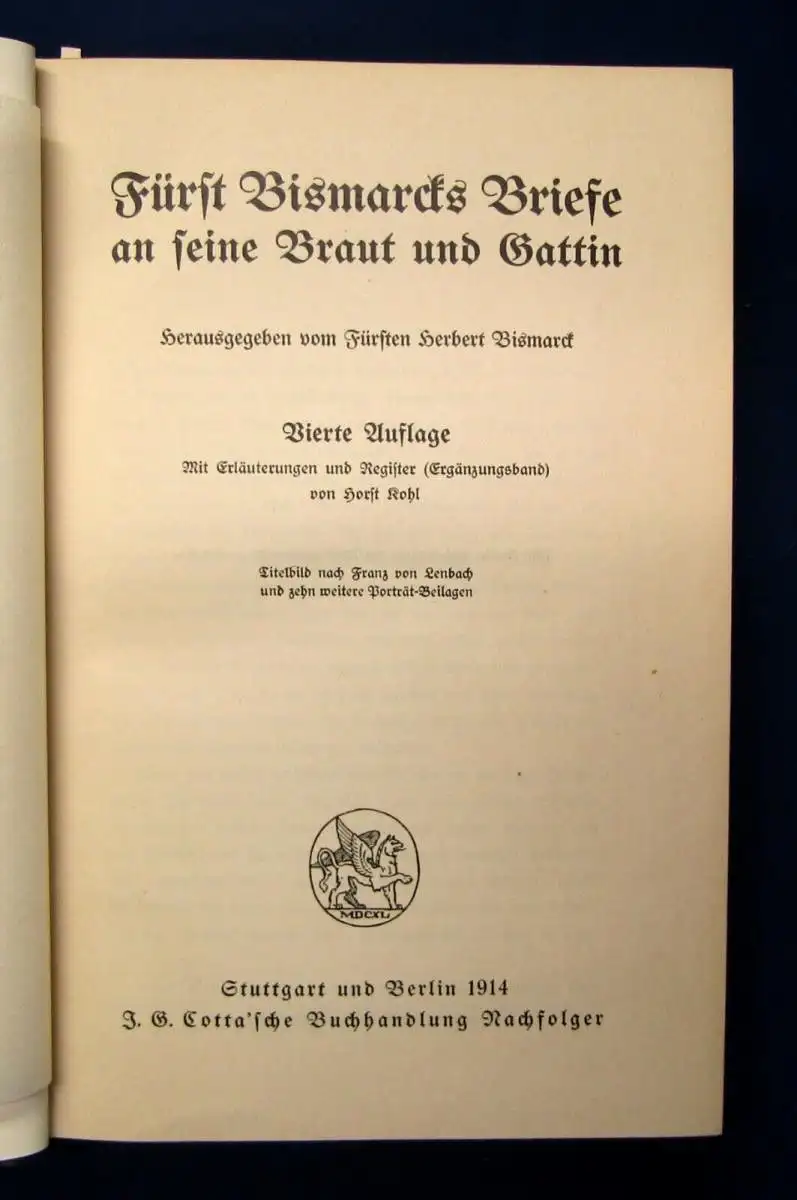 Fürst Bismarcks Briefe
an seine Braut und Gattin
Herausgegeben vom Fürsten Herbert Bismarck
Vierte Auflage
Mit Erläuterungen und Register (Ergänzungsband)
von Horst Kohl
Titelbild nach Franz von Lenbach
und zehn weitere Porträt-Beilagen
MDCXL
Stuttgart und Berlin 1914
J. G. Cotta'sche Buchhandlung Nachfolger